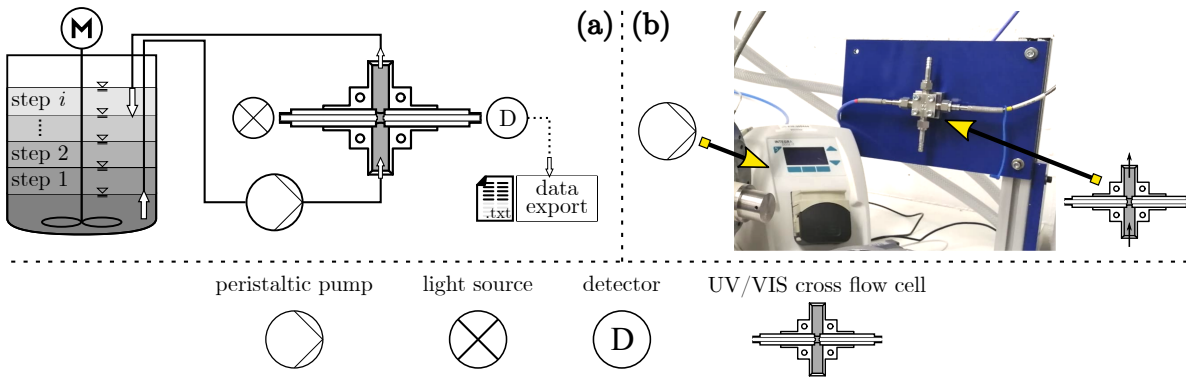 M
(a)
(b)
step i
step 2
step 1
D
data
export
.txt
peristaltic pump
light source
detector
UV/VIS cross flow cell
D